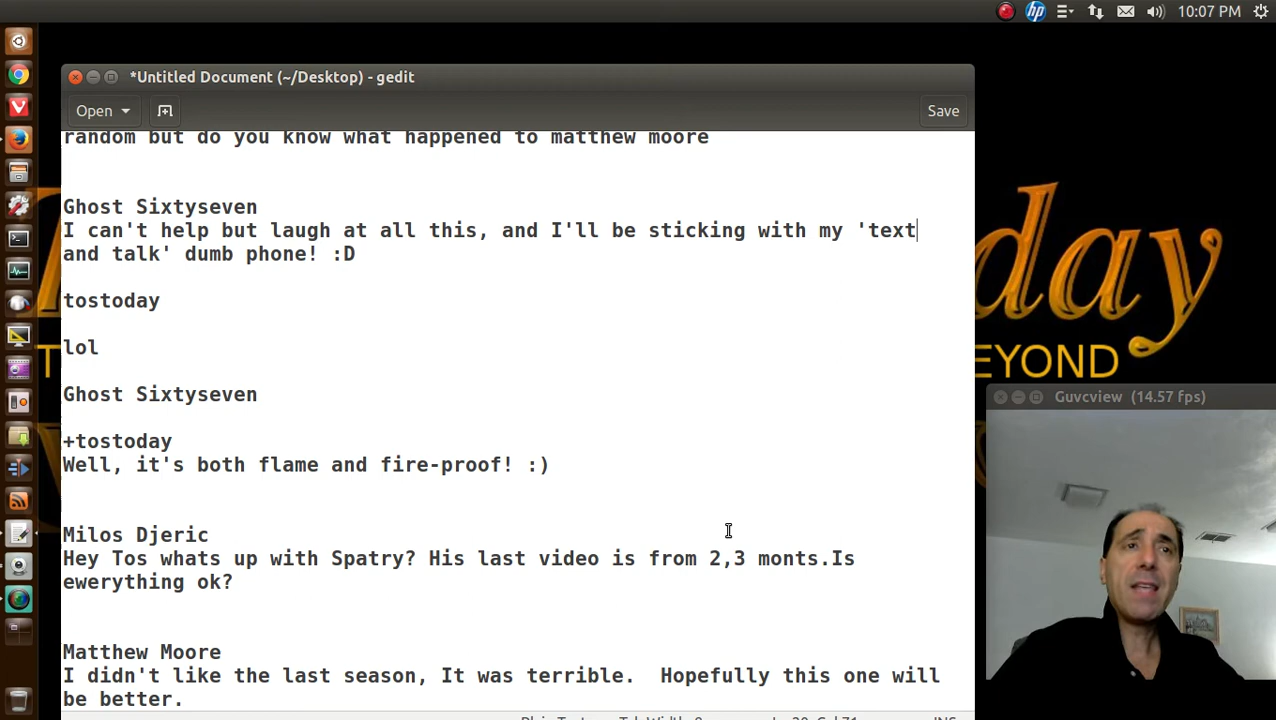 10:07 PM
*Untitled Document (~/Desktop) - gedit
Open
Save
random but do you know what happened to matthew moore
Ghost Sixtyseven
I can't help but laugh at all this, and I'll be sticking with my 'text
and talk' dumb phone! :D
tostoday
lol
Ghost Sixtyseven
+tostoday
Well, it's both flame and fire-proof! :)
Milos Djeric
Hey Tos whats up with Spatry? His last video is from 2,3 monts.Is
ewerything ok?
Matthew Moore
I didn't like the last season, It was terrible.  Hopefully this one will
be better.
day
EYOND
Guvcview (14.57 fps)
hp